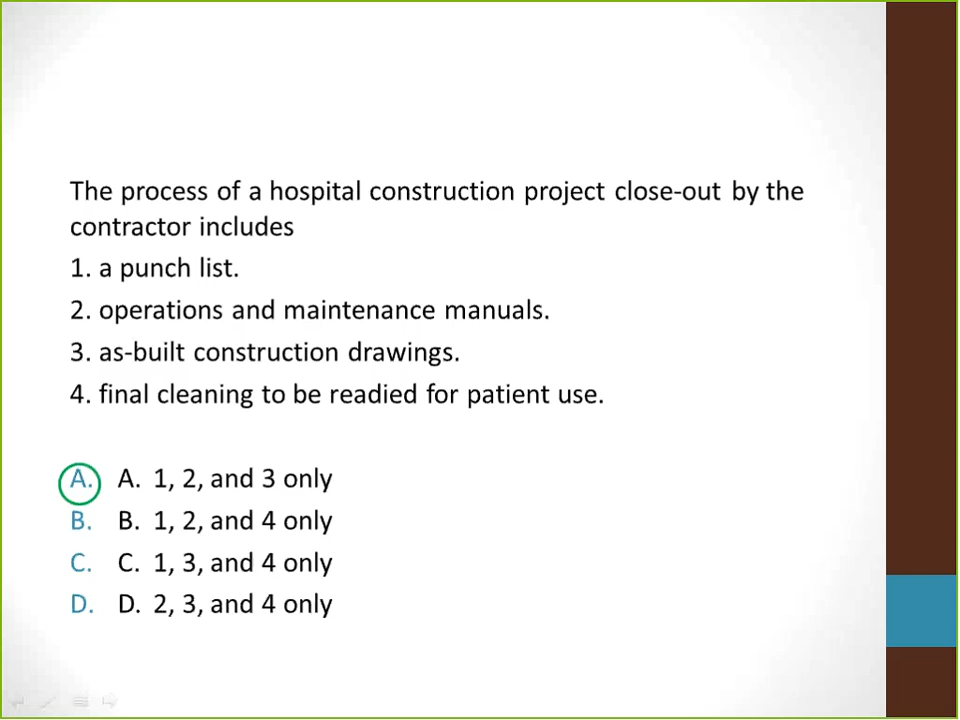 The process of a hospital construction project close-out by the
contractor includes
1. a punch list.
2. operations and maintenance manuals.
3. as-built construction drawings.
4. final cleaning to be readied for patient use.
A. A. 1, 2, and 3 only
B. B. 1, 2, and 4 only
C. C. 1, 3, and 4 only
D. D. 2, 3, and 4 only